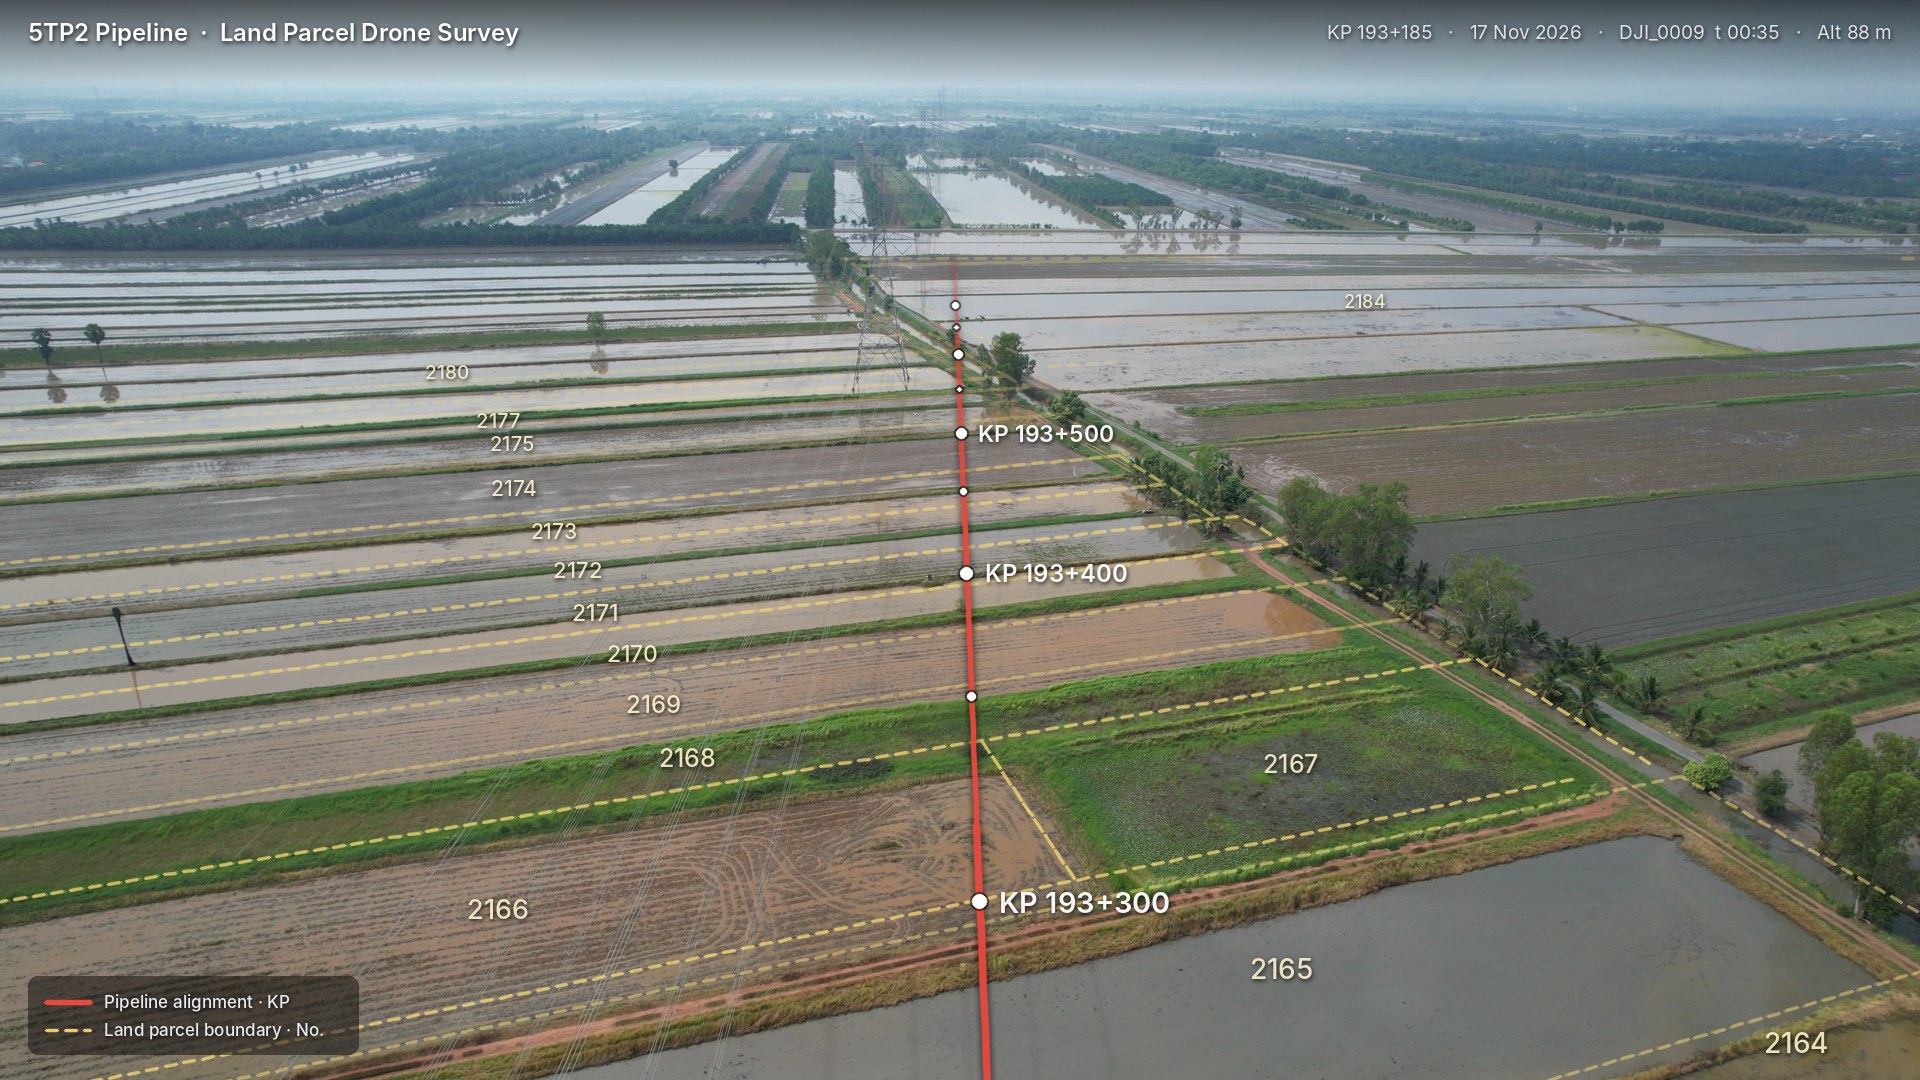 5TP2 Pipeline · Land Parcel Drone Survey
KP 193+185 · 17 Nov 2026 · DJI_0009 t 00:35 · Alt 88 m
2184
2180
2177
KP 193+500
2175
2174
2173
2172
KP 193+400
2171
2170
2169
2168
2167
KP 193+300
2166
2165
2164
Pipeline alignment · KP
Land parcel boundary · No.